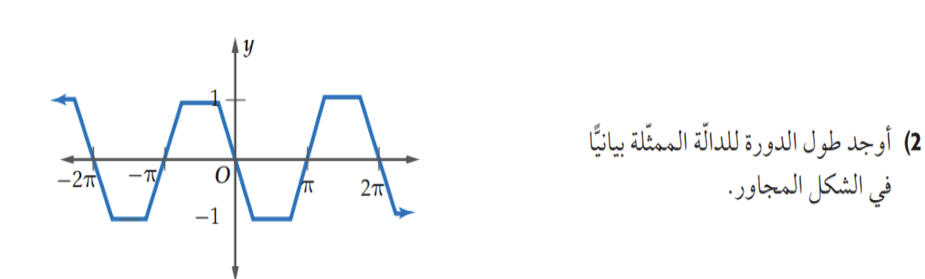 2) أوجد طول الدورة للدالّة الممثّلة بيانيًّا
في الشكل المجاور.
y
1
−2π −π O π 2π
−1